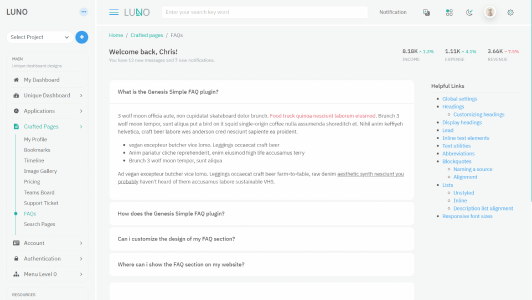 LUNO
LUNO
Enter your search key word
Notification
Select Project
Home / Crafted pages / FAQs
Welcome back, Chris!
You have 12 new messages and 7 new notifications.
8.18K 1.3%
INCOME
1.11K 4.1%
EXPENSE
3.66K 7.5%
REVENUE
PAGES
Unique dashboard designs
My Dashboard
Unique Dashboard
Applications
Crafted Pages
My Profile
Bookmarks
Timeline
Image Gallery
Pricing
Teams Board
Support Ticket
FAQs
Search Pages
Account
Authentication
Menu Level 0
RESOURCES
What is the Genesis Simple FAQ plugin?
3 wolf moon officia aute, non cupidatat skateboard dolor brunch. Food truck quinoa nesciunt laborum eiusmod. Brunch 3
wolf moon tempor, sunt aliqua put a bird on it squid single-origin coffee nulla assumenda shoreditch et. Nihil anim keffiyeh
helvetica, craft beer labore wes anderson cred nesciunt sapiente ea proident.
vegan excepteur butcher vice lomo. Leggings occaecat craft beer
Anim pariatur cliche reprehenderit, enim eiusmod high life accusamus terry
Brunch 3 wolf moon tempor, sunt aliqua
Ad vegan excepteur butcher vice lomo. Leggings occaecat craft beer farm-to-table, raw denim aesthetic synth nesciunt you
probably haven't heard of them accusamus labore sustainable VHS.
How does the Genesis Simple FAQ plugin?
Can i customize the design of my FAQ section?
Where can i show the FAQ section on my website?
Helpful Links
Global settings
Headings
Customizing headings
Display headings
Lead
Inline text elements
Text utilities
Abbreviations
Blockquotes
Naming a source
Alignment
Lists
Unstyled
Inline
Description list alignment
Responsive font sizes